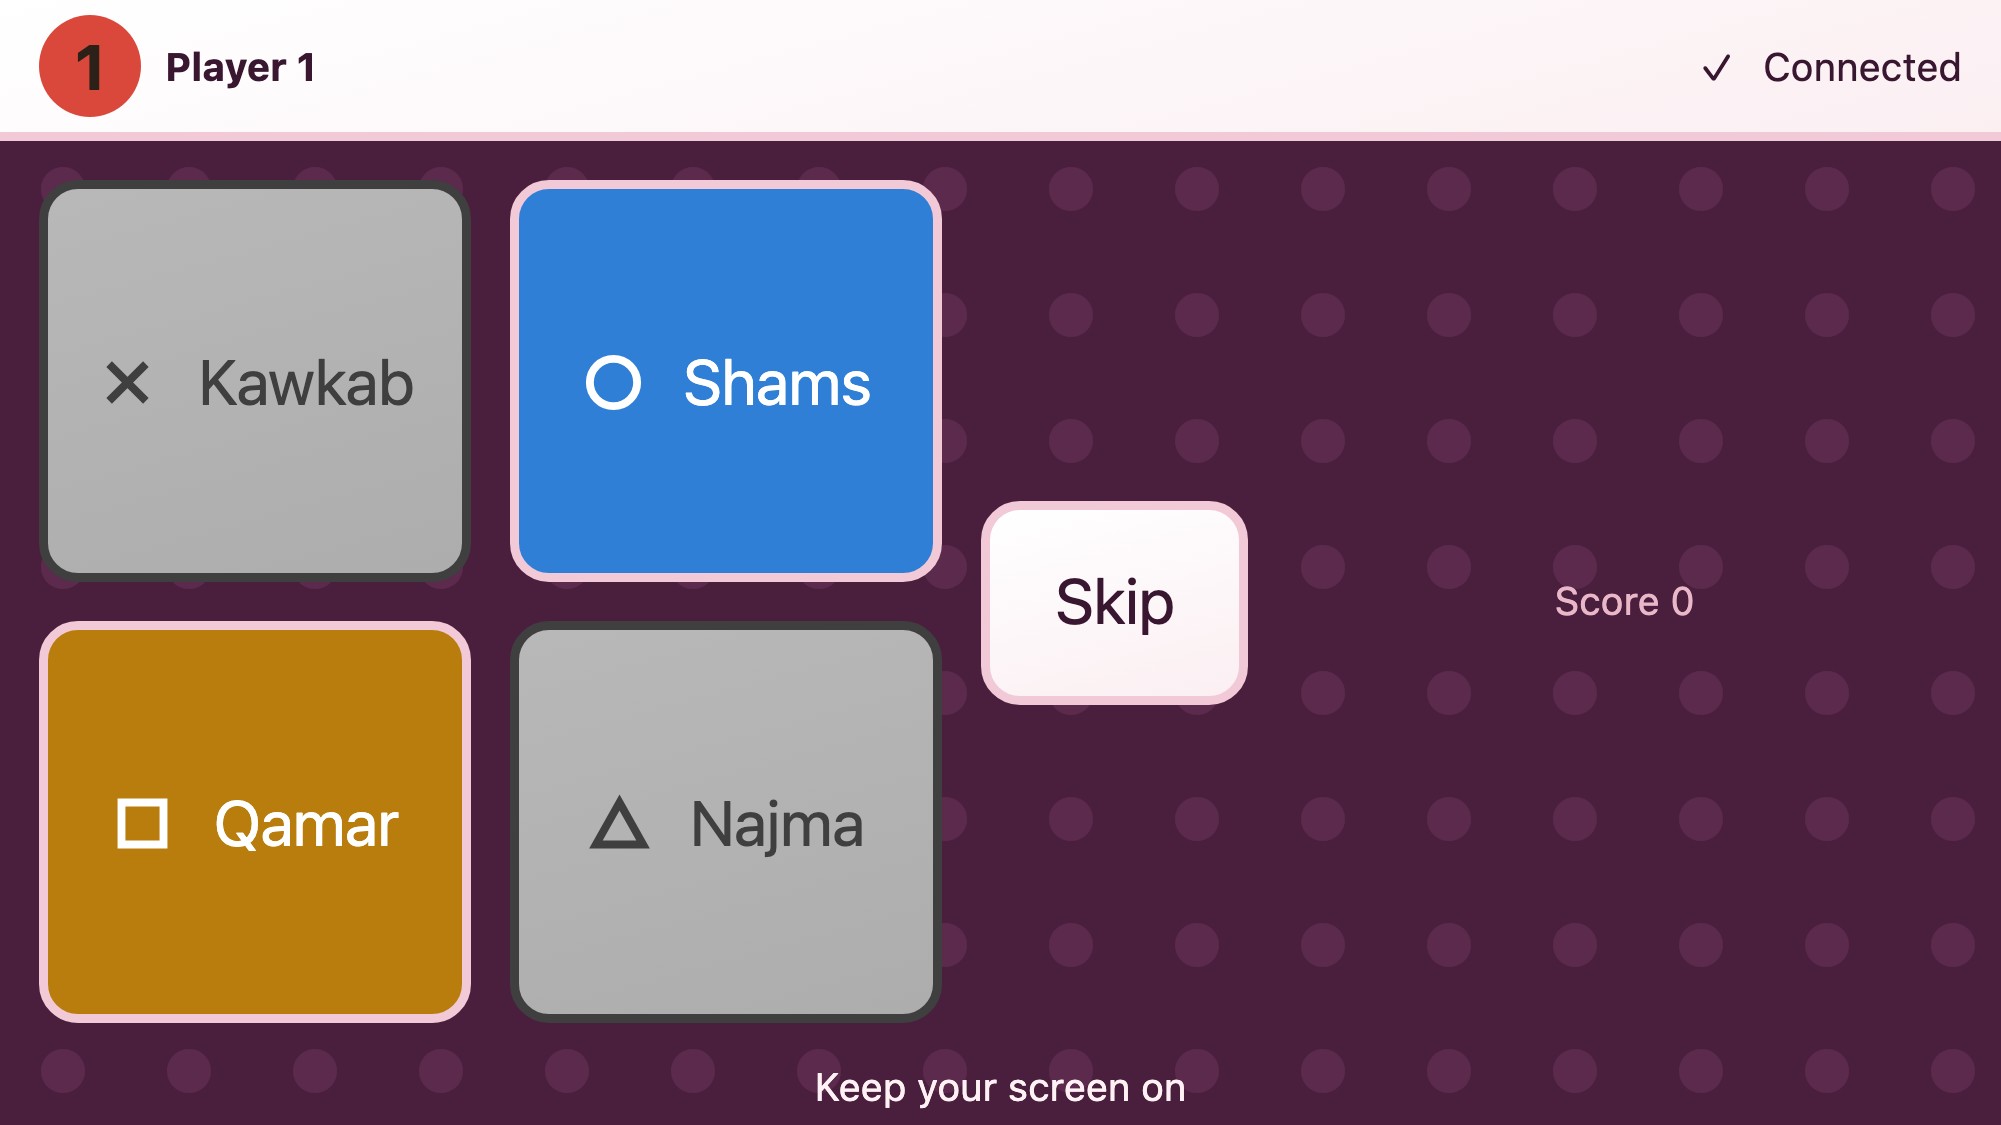 1 Player 1
✓ Connected
Kawkab
Shams
Qamar
Najma
Skip
Score 0
Keep your screen on